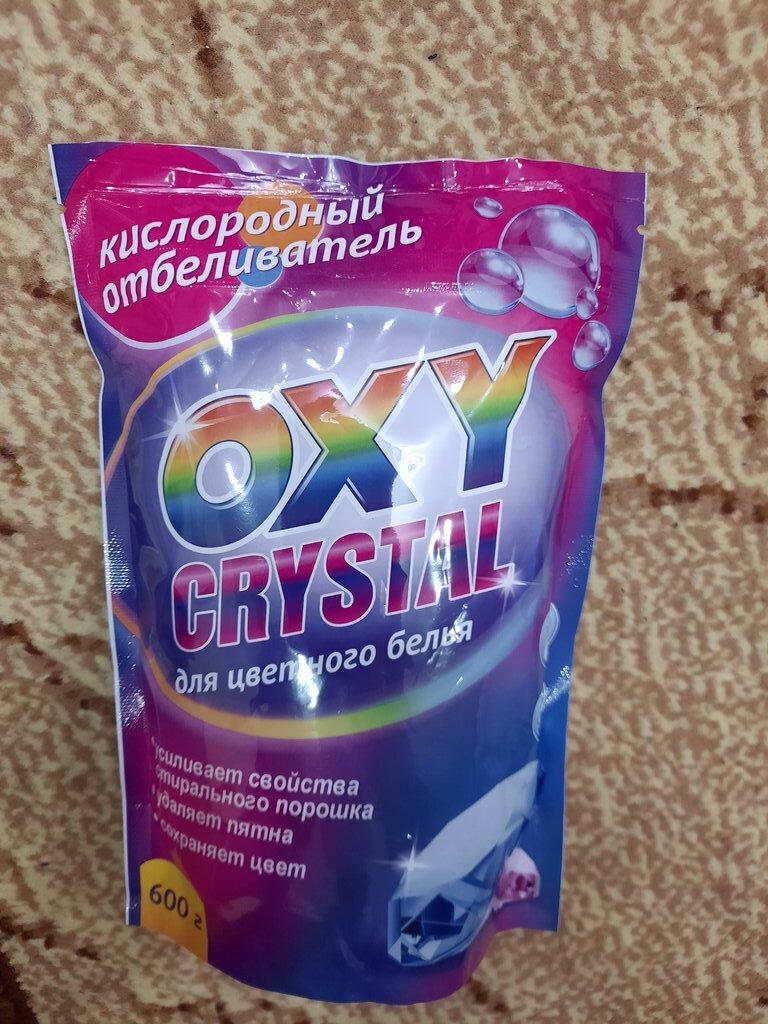 кислородный
отбеливатель
OXY
CRYSTAL
для цветного белья
•усиливает свойства
стирального порошка
• удаляет пятна
• сохраняет цвет
600 г